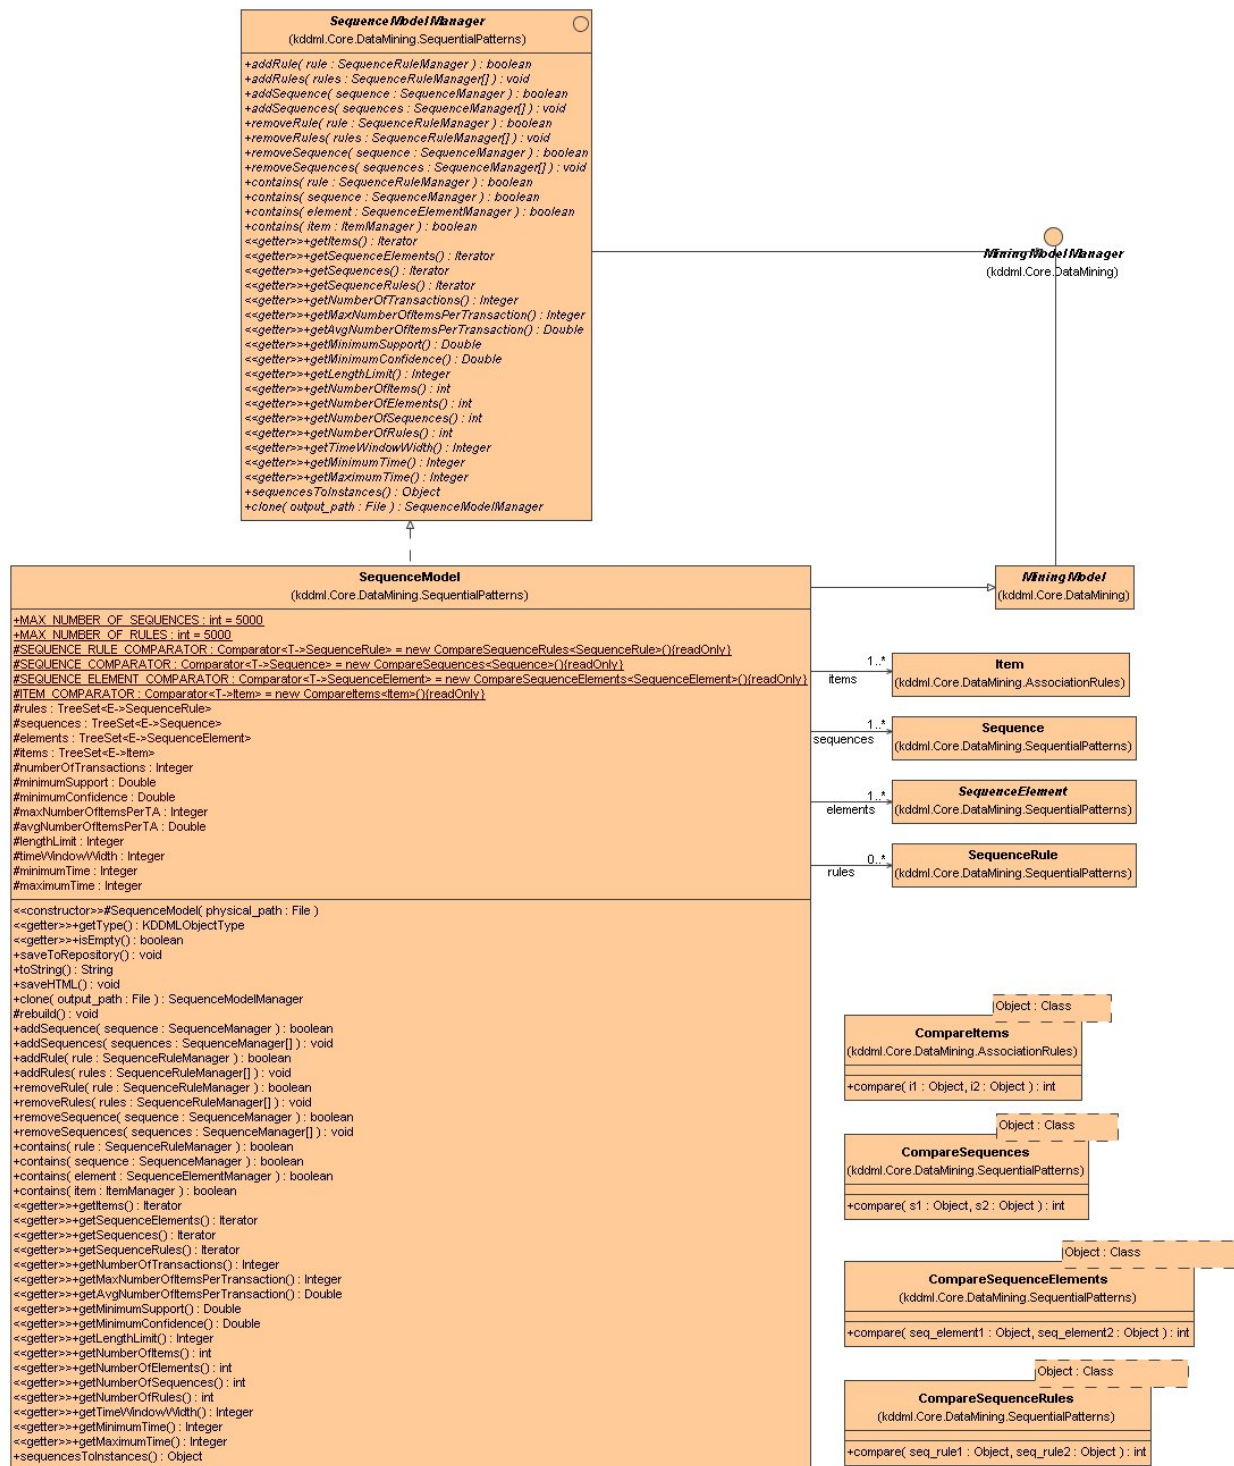 SequenceModelManager
(kddml.Core.DataMining.SequentialPatterns)
+addRule( rule : SequenceRuleManager ) : boolean
+addRules( rules : SequenceRuleManager[] ) : void
+addSequence( sequence : SequenceManager ) : boolean
+addSequences( sequences : SequenceManager[] ) : void
+removeRule( rule : SequenceRuleManager ) : boolean
+removeRules( rules : SequenceRuleManager[] ) : void
+removeSequence( sequence : SequenceManager ) : boolean
+removeSequences( sequences : SequenceManager[] ) : void
+contains( rule : SequenceRuleManager ) : boolean
+contains( sequence : SequenceManager ) : boolean
+contains( element : SequenceElementManager ) : boolean
+contains( item : ItemManager ) : boolean
<<getter>>+getItems() : Iterator
<<getter>>+getSequenceElements() : Iterator
<<getter>>+getSequences() : Iterator
<<getter>>+getSequenceRules() : Iterator
<<getter>>+getNumberOfTransactions() : Integer
<<getter>>+getMaxNumberOfItemsPerTransaction() : Integer
<<getter>>+getAvgNumberOfItemsPerTransaction() : Double
<<getter>>+getMinimumSupport() : Double
<<getter>>+getMinimumConfidence() : Double
<<getter>>+getLengthLimit() : Integer
<<getter>>+getNumberOfItems() : int
<<getter>>+getNumberOfElements() : int
<<getter>>+getNumberOfSequences() : int
<<getter>>+getNumberOfRules() : int
<<getter>>+getTimeWindowWidth() : Integer
<<getter>>+getMinimumTime() : Integer
<<getter>>+getMaximumTime() : Integer
+sequencesToInstances() : Object
+clone( output_path : File ) : SequenceModelManager
MiningModelManager
(kddml.Core.DataMining)
SequenceModel
(kddml.Core.DataMining.SequentialPatterns)
+MAX_NUMBER_OF_SEQUENCES : int = 5000
+MAX_NUMBER_OF_RULES : int = 5000
#SEQUENCE_RULE_COMPARATOR : Comparator<T->SequenceRule> = new CompareSequenceRules<SequenceRule>(){readOnly}
#SEQUENCE_COMPARATOR : Comparator<T->Sequence> = new CompareSequences<Sequence>(){readOnly}
#SEQUENCE_ELEMENT_COMPARATOR : Comparator<T->SequenceElement> = new CompareSequenceElements<SequenceElement>(){readOnly}
#ITEM_COMPARATOR : Comparator<T->Item> = new CompareItems<Item>(){readOnly}
#rules : TreeSet<E->SequenceRule>
#sequences : TreeSet<E->Sequence>
#elements : TreeSet<E->SequenceElement>
#items : TreeSet<E->Item>
#numberOfTransactions : Integer
#minimumSupport : Double
#minimumConfidence : Double
#maxNumberOfItemsPerTA : Integer
#avgNumberOfItemsPerTA : Double
#lengthLimit : Integer
#timeWindowWidth : Integer
#minimumTime : Integer
#maximumTime : Integer
<<constructor>>#SequenceModel( physical_path : File )
<<getter>>+getType() : KDDMLObjectType
<<getter>>+isEmpty() : boolean
+saveToRepository() : void
+toString() : String
+saveHTML() : void
+clone( output_path : File ) : SequenceModelManager
#rebuild() : void
+addSequence( sequence : SequenceManager ) : boolean
+addSequences( sequences : SequenceManager[] ) : void
+addRule( rule : SequenceRuleManager ) : boolean
+addRules( rules : SequenceRuleManager[] ) : void
+removeRule( rule : SequenceRuleManager ) : boolean
+removeRules( rules : SequenceRuleManager[] ) : void
+removeSequence( sequence : SequenceManager ) : boolean
+removeSequences( sequences : SequenceManager[] ) : void
+contains( rule : SequenceRuleManager ) : boolean
+contains( sequence : SequenceManager ) : boolean
+contains( element : SequenceElementManager ) : boolean
+contains( item : ItemManager ) : boolean
<<getter>>+getItems() : Iterator
<<getter>>+getSequenceElements() : Iterator
<<getter>>+getSequences() : Iterator
<<getter>>+getSequenceRules() : Iterator
<<getter>>+getNumberOfTransactions() : Integer
<<getter>>+getMaxNumberOfItemsPerTransaction() : Integer
<<getter>>+getAvgNumberOfItemsPerTransaction() : Double
<<getter>>+getMinimumSupport() : Double
<<getter>>+getMinimumConfidence() : Double
<<getter>>+getLengthLimit() : Integer
<<getter>>+getNumberOfItems() : int
<<getter>>+getNumberOfElements() : int
<<getter>>+getNumberOfSequences() : int
<<getter>>+getNumberOfRules() : int
<<getter>>+getTimeWindowWidth() : Integer
<<getter>>+getMinimumTime() : Integer
<<getter>>+getMaximumTime() : Integer
+sequencesToInstances() : Object
MiningModel
(kddml.Core.DataMining)
1..*
items
Item
(kddml.Core.DataMining.AssociationRules)
1..*
sequences
Sequence
(kddml.Core.DataMining.SequentialPatterns)
1..*
elements
SequenceElement
(kddml.Core.DataMining.SequentialPatterns)
0..*
rules
SequenceRule
(kddml.Core.DataMining.SequentialPatterns)
Object : Class
CompareItems
(kddml.Core.DataMining.AssociationRules)
+compare( i1 : Object, i2 : Object ) : int
Object : Class
CompareSequences
(kddml.Core.DataMining.SequentialPatterns)
+compare( s1 : Object, s2 : Object ) : int
Object : Class
CompareSequenceElements
(kddml.Core.DataMining.SequentialPatterns)
+compare( seq_element1 : Object, seq_element2 : Object ) : int
Object : Class
CompareSequenceRules
(kddml.Core.DataMining.SequentialPatterns)
+compare( seq_rule1 : Object, seq_rule2 : Object ) : int